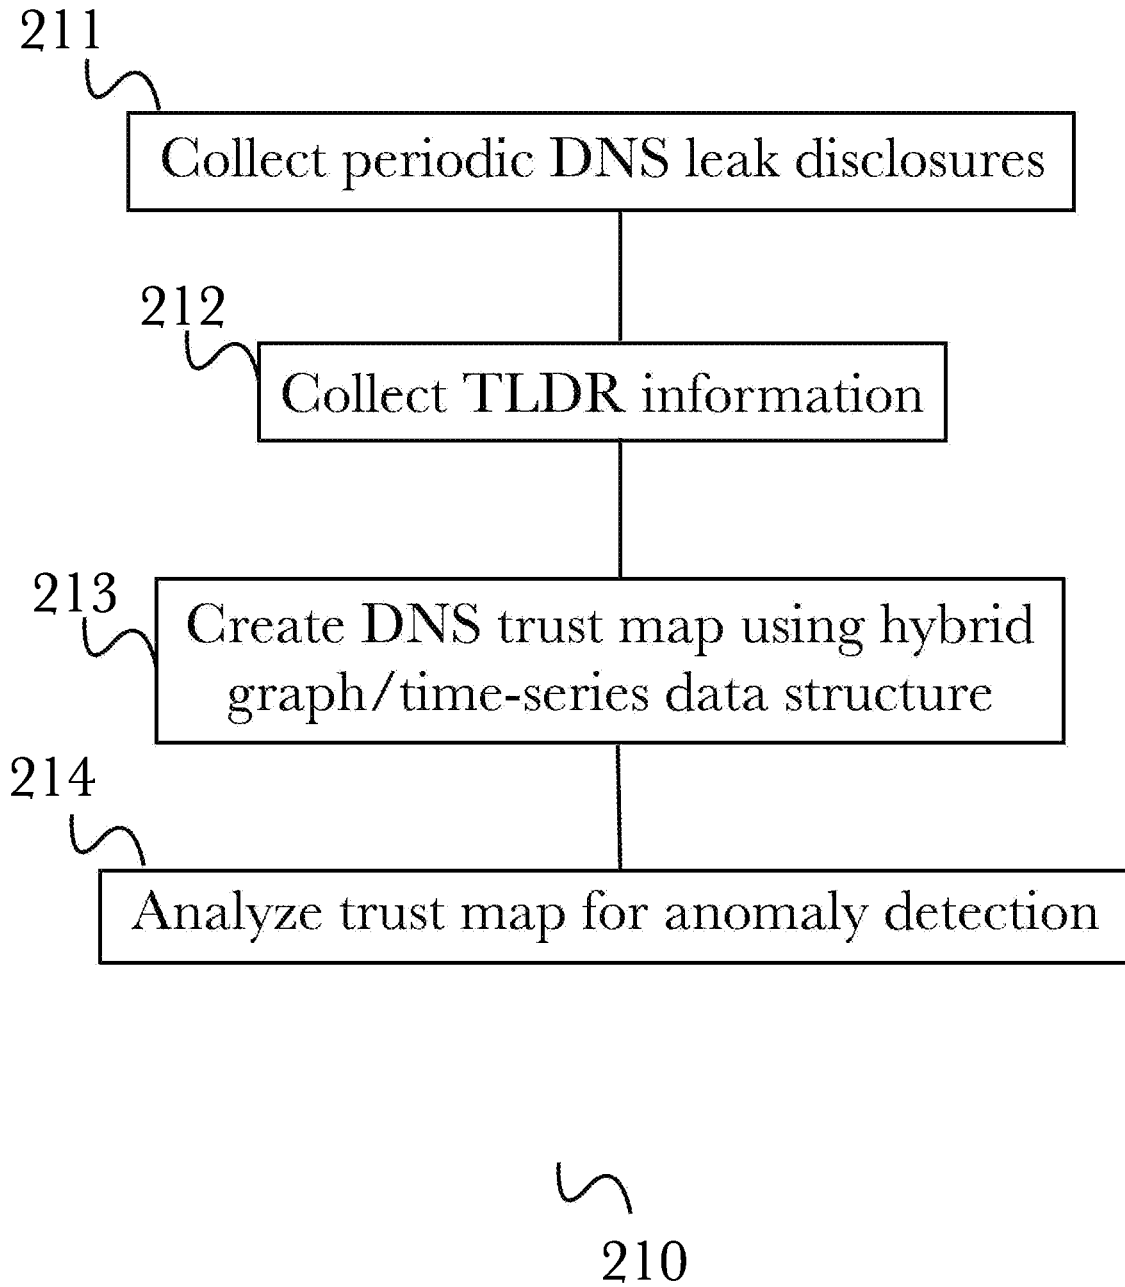 211
Collect periodic DNS leak disclosures
212
Collect TLDR information
213
Create DNS trust map using hybrid
graph/time-series data structure
214
Analyze trust map for anomaly detection
210